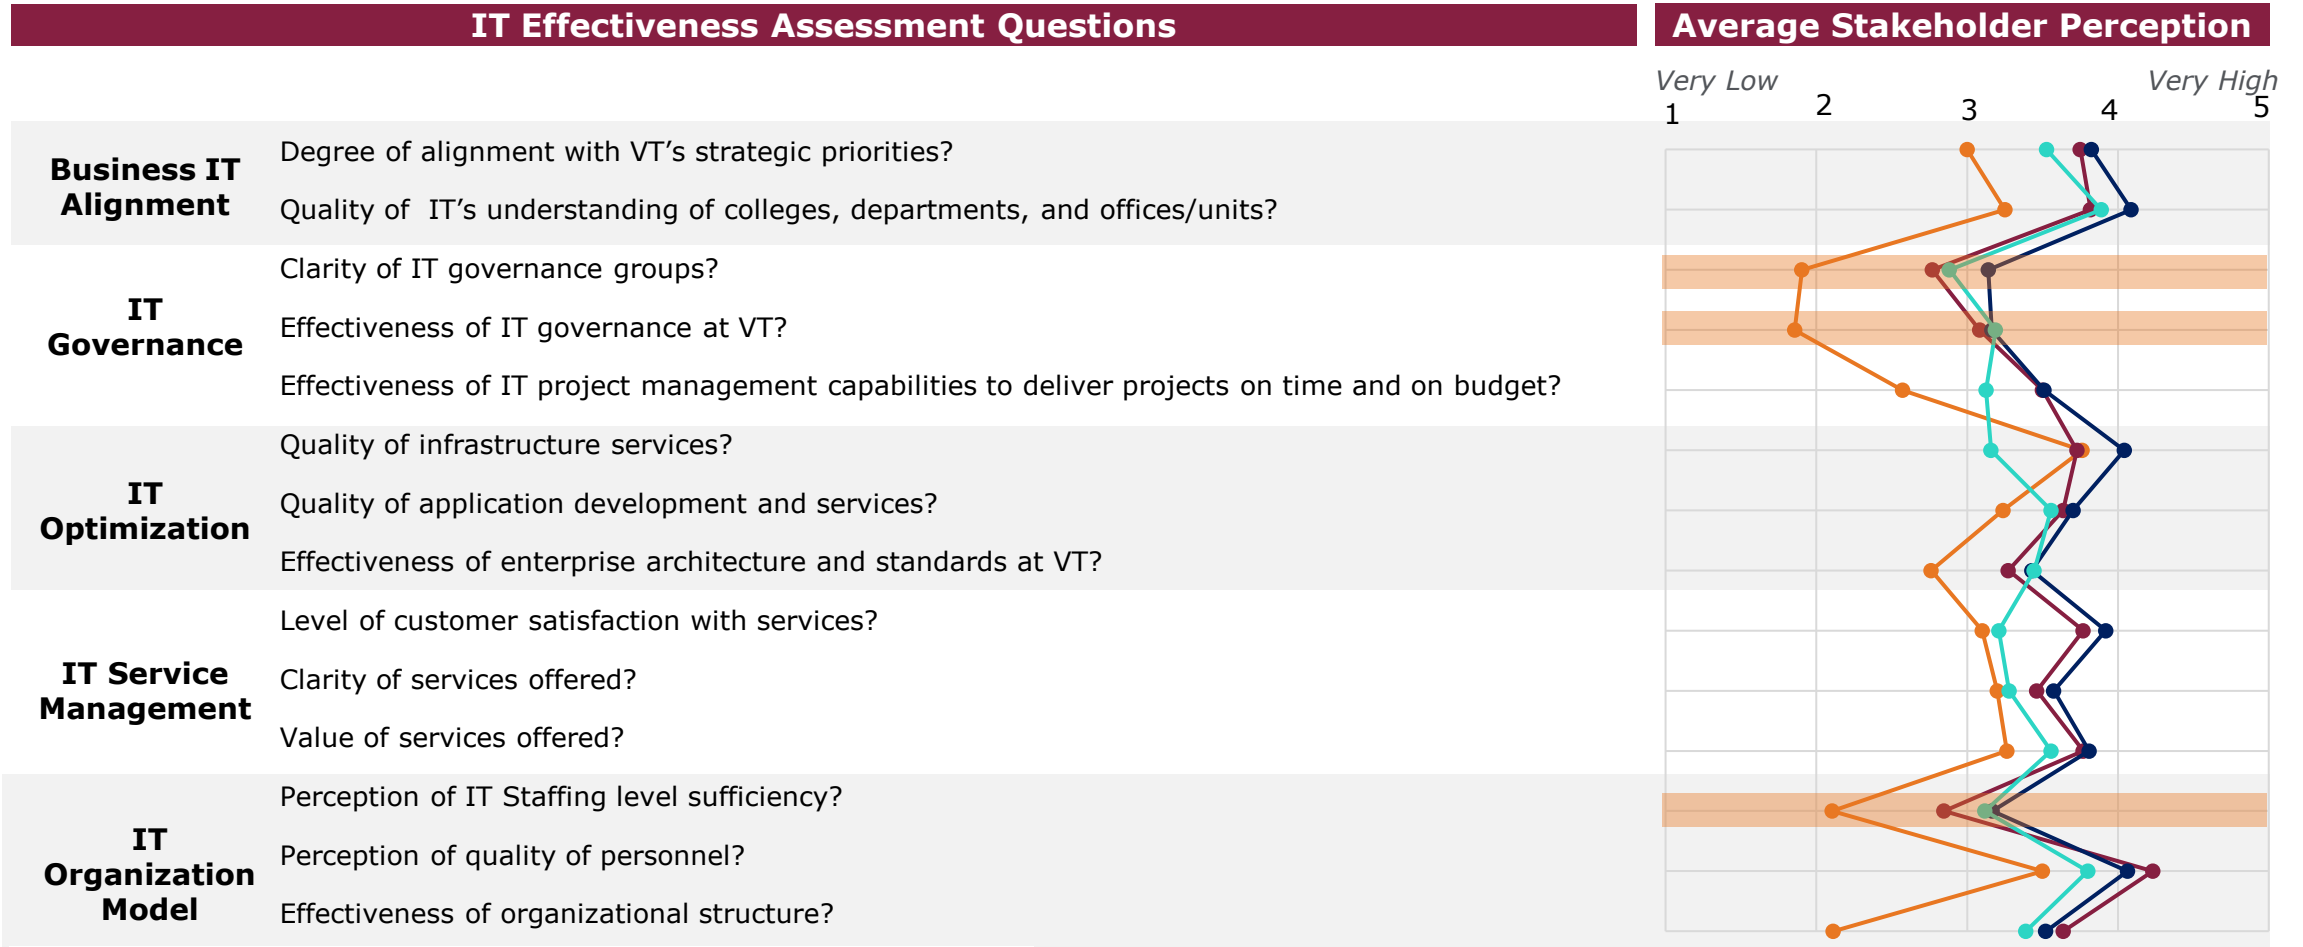 IT Effectiveness Assessment Questions
Average Stakeholder Perception
Very Low
Very High
1
2
3
4
5
Business IT
Alignment
Degree of alignment with VT’s strategic priorities?
Quality of  IT’s understanding of colleges, departments, and offices/units?
IT
Governance
Clarity of IT governance groups?
Effectiveness of IT governance at VT?
Effectiveness of IT project management capabilities to deliver projects on time and on budget?
IT
Optimization
Quality of infrastructure services?
Quality of application development and services?
Effectiveness of enterprise architecture and standards at VT?
IT Service
Management
Level of customer satisfaction with services?
Clarity of services offered?
Value of services offered?
IT
Organization
Model
Perception of IT Staffing level sufficiency?
Perception of quality of personnel?
Effectiveness of organizational structure?